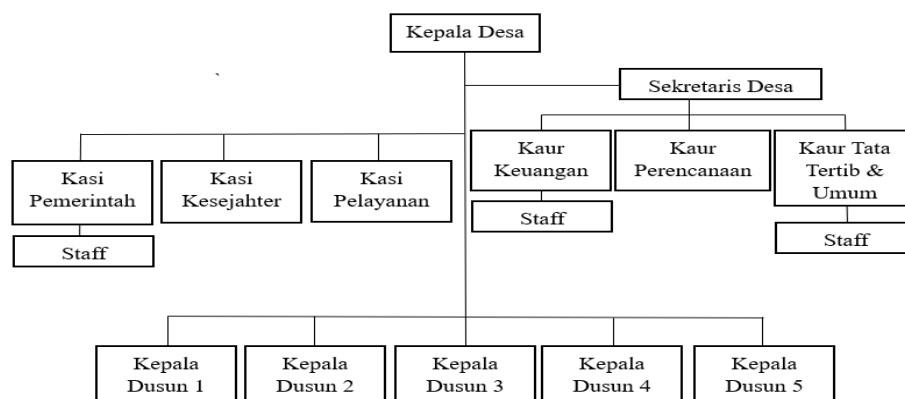 Kepala Desa
Sekretaris Desa
Kasi
Pemerintah
Kasi
Kesejahter
Kasi
Pelayanan
Kaur
Keuangan
Kaur
Perencanaan
Kaur Tata
Tertib &
Umum
Staff
Staff
Staff
Kepala
Dusun 1
Kepala
Dusun 2
Kepala
Dusun 3
Kepala
Dusun 4
Kepala
Dusun 5